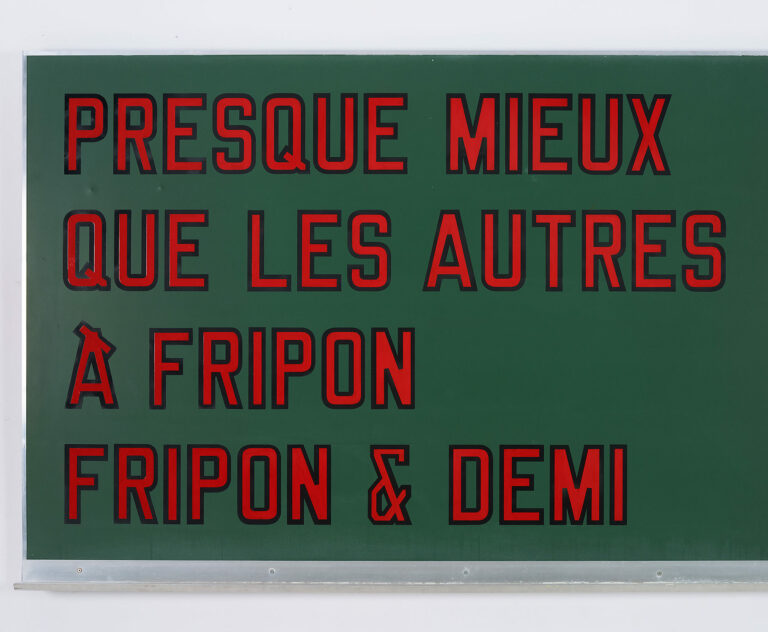 PRESQUE MIEUX
QUE LES AUTRES
À FRIPON
FRIPON & DEMI